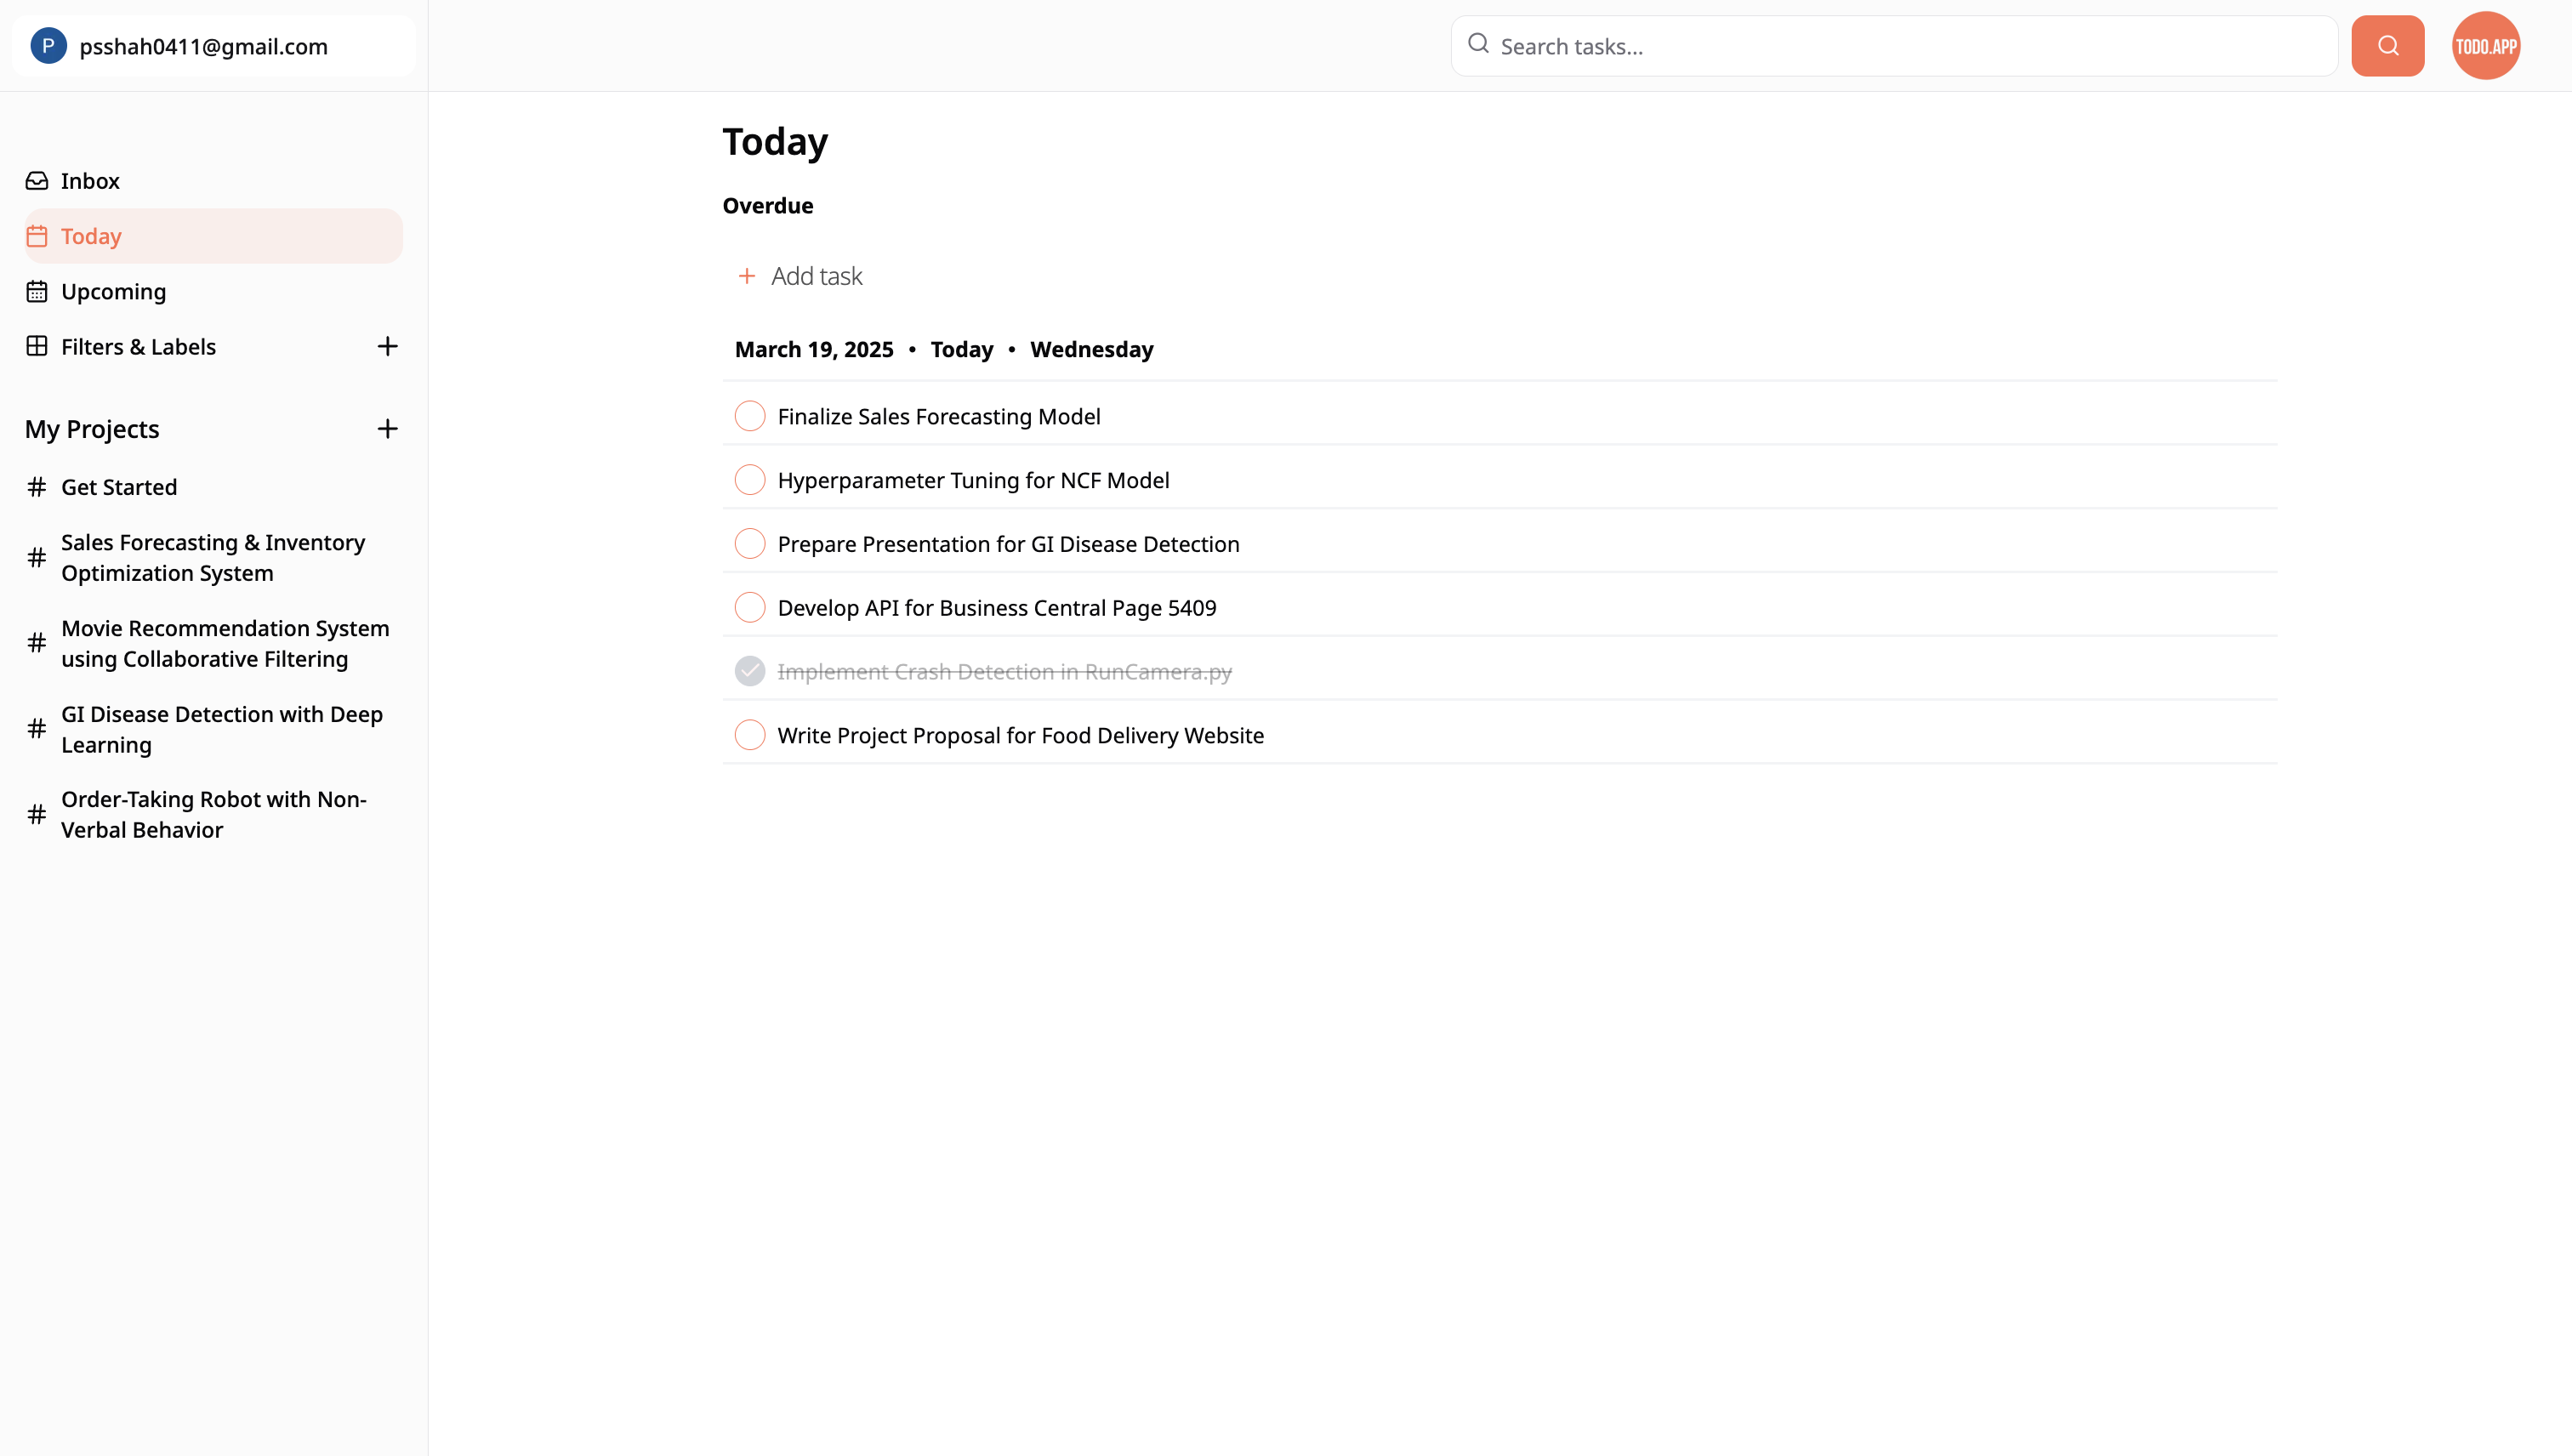 P psshah0411@gmail.com
Search tasks...
TODO.APP
Inbox
Today
Upcoming
Filters & Labels
My Projects
# Get Started
# Sales Forecasting & Inventory
Optimization System
# Movie Recommendation System
using Collaborative Filtering
# GI Disease Detection with Deep
Learning
# Order-Taking Robot with Non-
Verbal Behavior
Today
Overdue
+ Add task
March 19, 2025 • Today • Wednesday
Finalize Sales Forecasting Model
Hyperparameter Tuning for NCF Model
Prepare Presentation for GI Disease Detection
Develop API for Business Central Page 5409
Implement Crash Detection in RunCamera.py
Write Project Proposal for Food Delivery Website